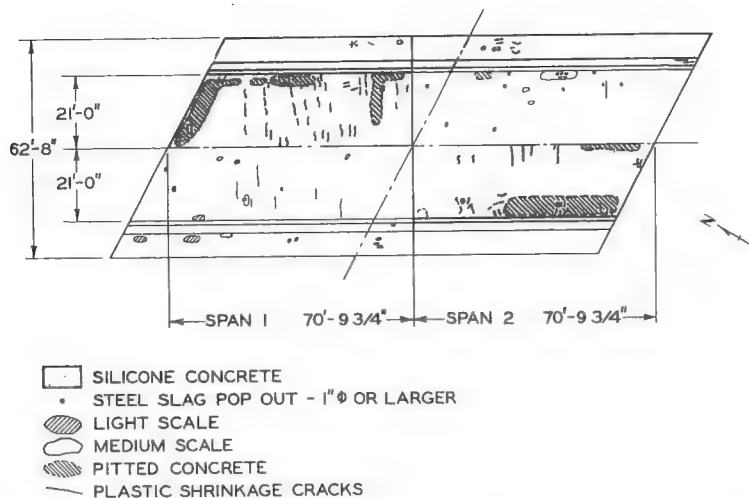 21'-0"
62'-8"
21'-0"
N
SPAN 1 70'-9 3/4" SPAN 2 70'-9 3/4"
SILICONE CONCRETE
STEEL SLAG POP OUT - 1"Φ OR LARGER
LIGHT SCALE
MEDIUM SCALE
PITTED CONCRETE
PLASTIC SHRINKAGE CRACKS